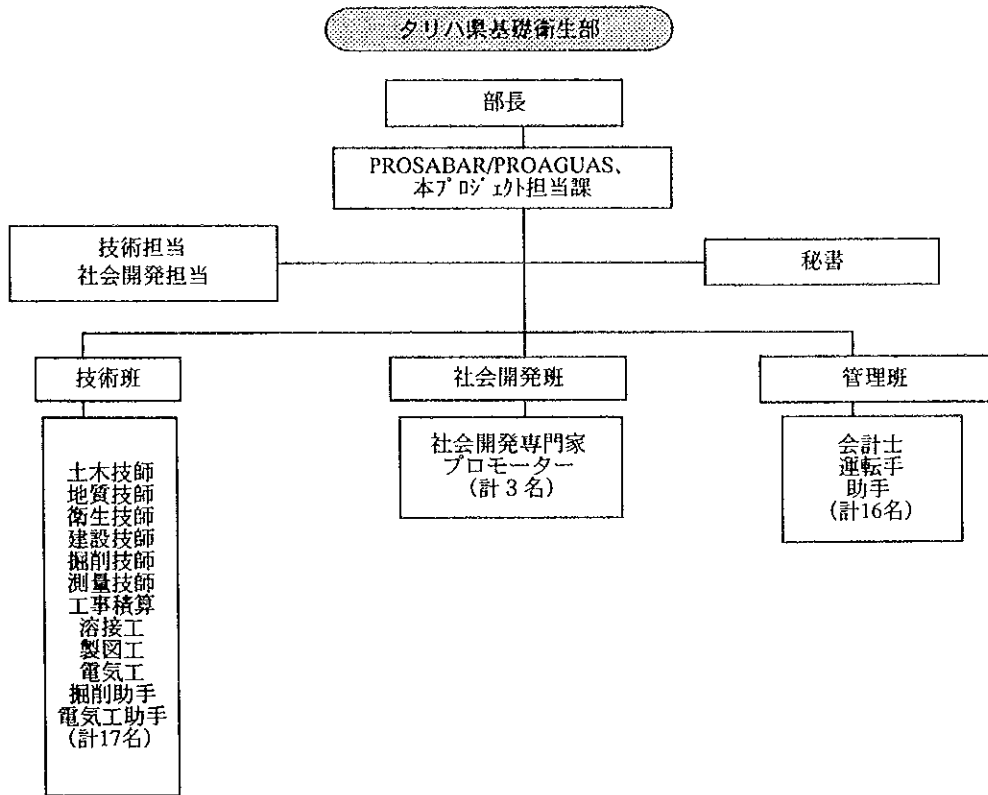 タリハ県基礎衛生部
部長
PROSABAR/PROAGUAS、
本プロジェクト担当課
技術担当
社会開発担当
秘書
技術班
社会開発班
管理班
土木技師
地質技師
衛生技師
建設技師
掘削技師
測量技師
工事積算
溶接工
製図工
電気工
掘削助手
電気工助手
(計17名)
社会開発専門家
プロモーター
(計3名)
会計士
運転手
助手
(計16名)